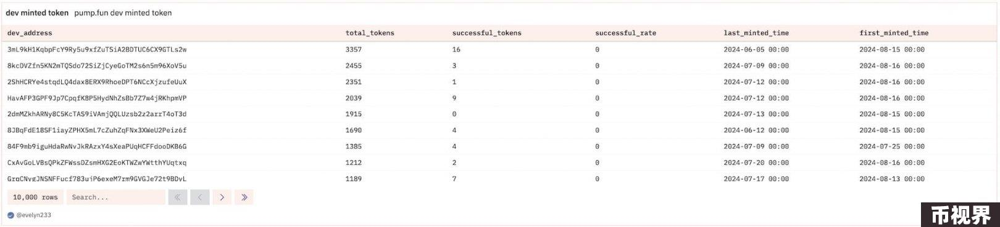 dev minted token pump.fun dev minted token
dev_address total_tokens successful_tokens successful_rate last_minted_time first_minted_time
3mL9kH1KqbpFcY9Ry5u9xfZuTSiA2BDTUC6CX9GTLs2w 3357 16 0 2024-06-05 00:00 2024-08-15 00:00
8kcDVZfn5KN2mTQSdo72SiZjCyeGoTM2s6n5m96XoV5u 2455 3 0 2024-07-09 00:00 2024-08-16 00:00
2ShHCRYe4stqdLQ4dax8ERX9RhoeDPT6NCcXjzufeUuX 2351 1 0 2024-07-12 00:00 2024-08-16 00:00
HavAFP3GPF9Jp7CpqfK8P5HydNhZsBb7Z7w4jRKhpmVP 2039 9 0 2024-07-12 00:00 2024-08-16 00:00
2dmMZkhARNy8C5KcTAS9iVAmjQQLUzsb2z2arrT4oT3d 1915 0 0 2024-07-13 00:00 2024-08-15 00:00
8JBqFdE18SF1iayZPHX5mL7cZuhZqFNx3XWeU2Peiz6f 1690 4 0 2024-06-12 00:00 2024-08-15 00:00
84F9mb9iguHdaRwNvJkRAzxY4sXeaPUqHCFFdooDKB6G 1385 4 0 2024-07-09 00:00 2024-07-25 00:00
CxAvGoLVBsQPkZFWssDZsmHXG2EoKTWZwYWtthYUqtxq 1212 2 0 2024-07-20 00:00 2024-08-16 00:00
1189 7 0 2024-07-17 00:00 2024-08-13 00:00
10,000 rows Search...
@evelyn233
币视界